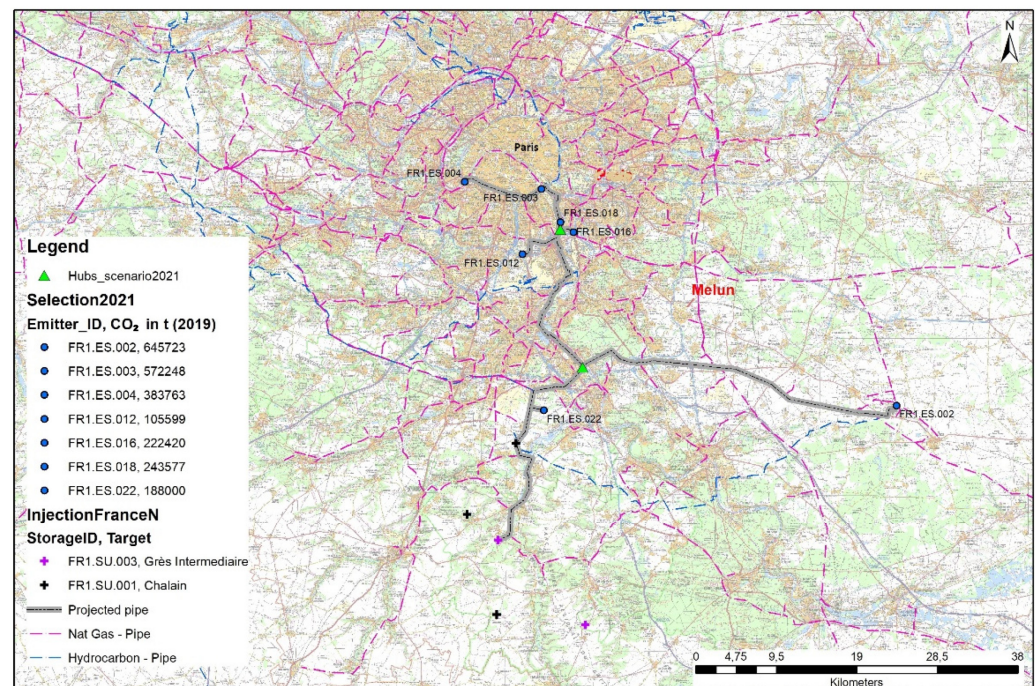 N
Paris
FR1.ES.004
FR1.ES.003
FR1.ES.018
FR1.ES.016
FR1.ES.012
Melun
FR1.ES.002
FR1.ES.022
Legend
Hubs_scenario2021
Selection2021
Emitter_ID, CO₂ in t (2019)
FR1.ES.002, 645723
FR1.ES.003, 572248
FR1.ES.004, 383763
FR1.ES.012, 105599
FR1.ES.016, 222420
FR1.ES.018, 243577
FR1.ES.022, 188000
InjectionFranceN
StorageID, Target
FR1.SU.003, Grès Intermediaire
FR1.SU.001, Chalain
Projected pipe
Nat Gas - Pipe
Hydrocarbon - Pipe
0 4,75 9,5 19 28,5 38
Kilometers